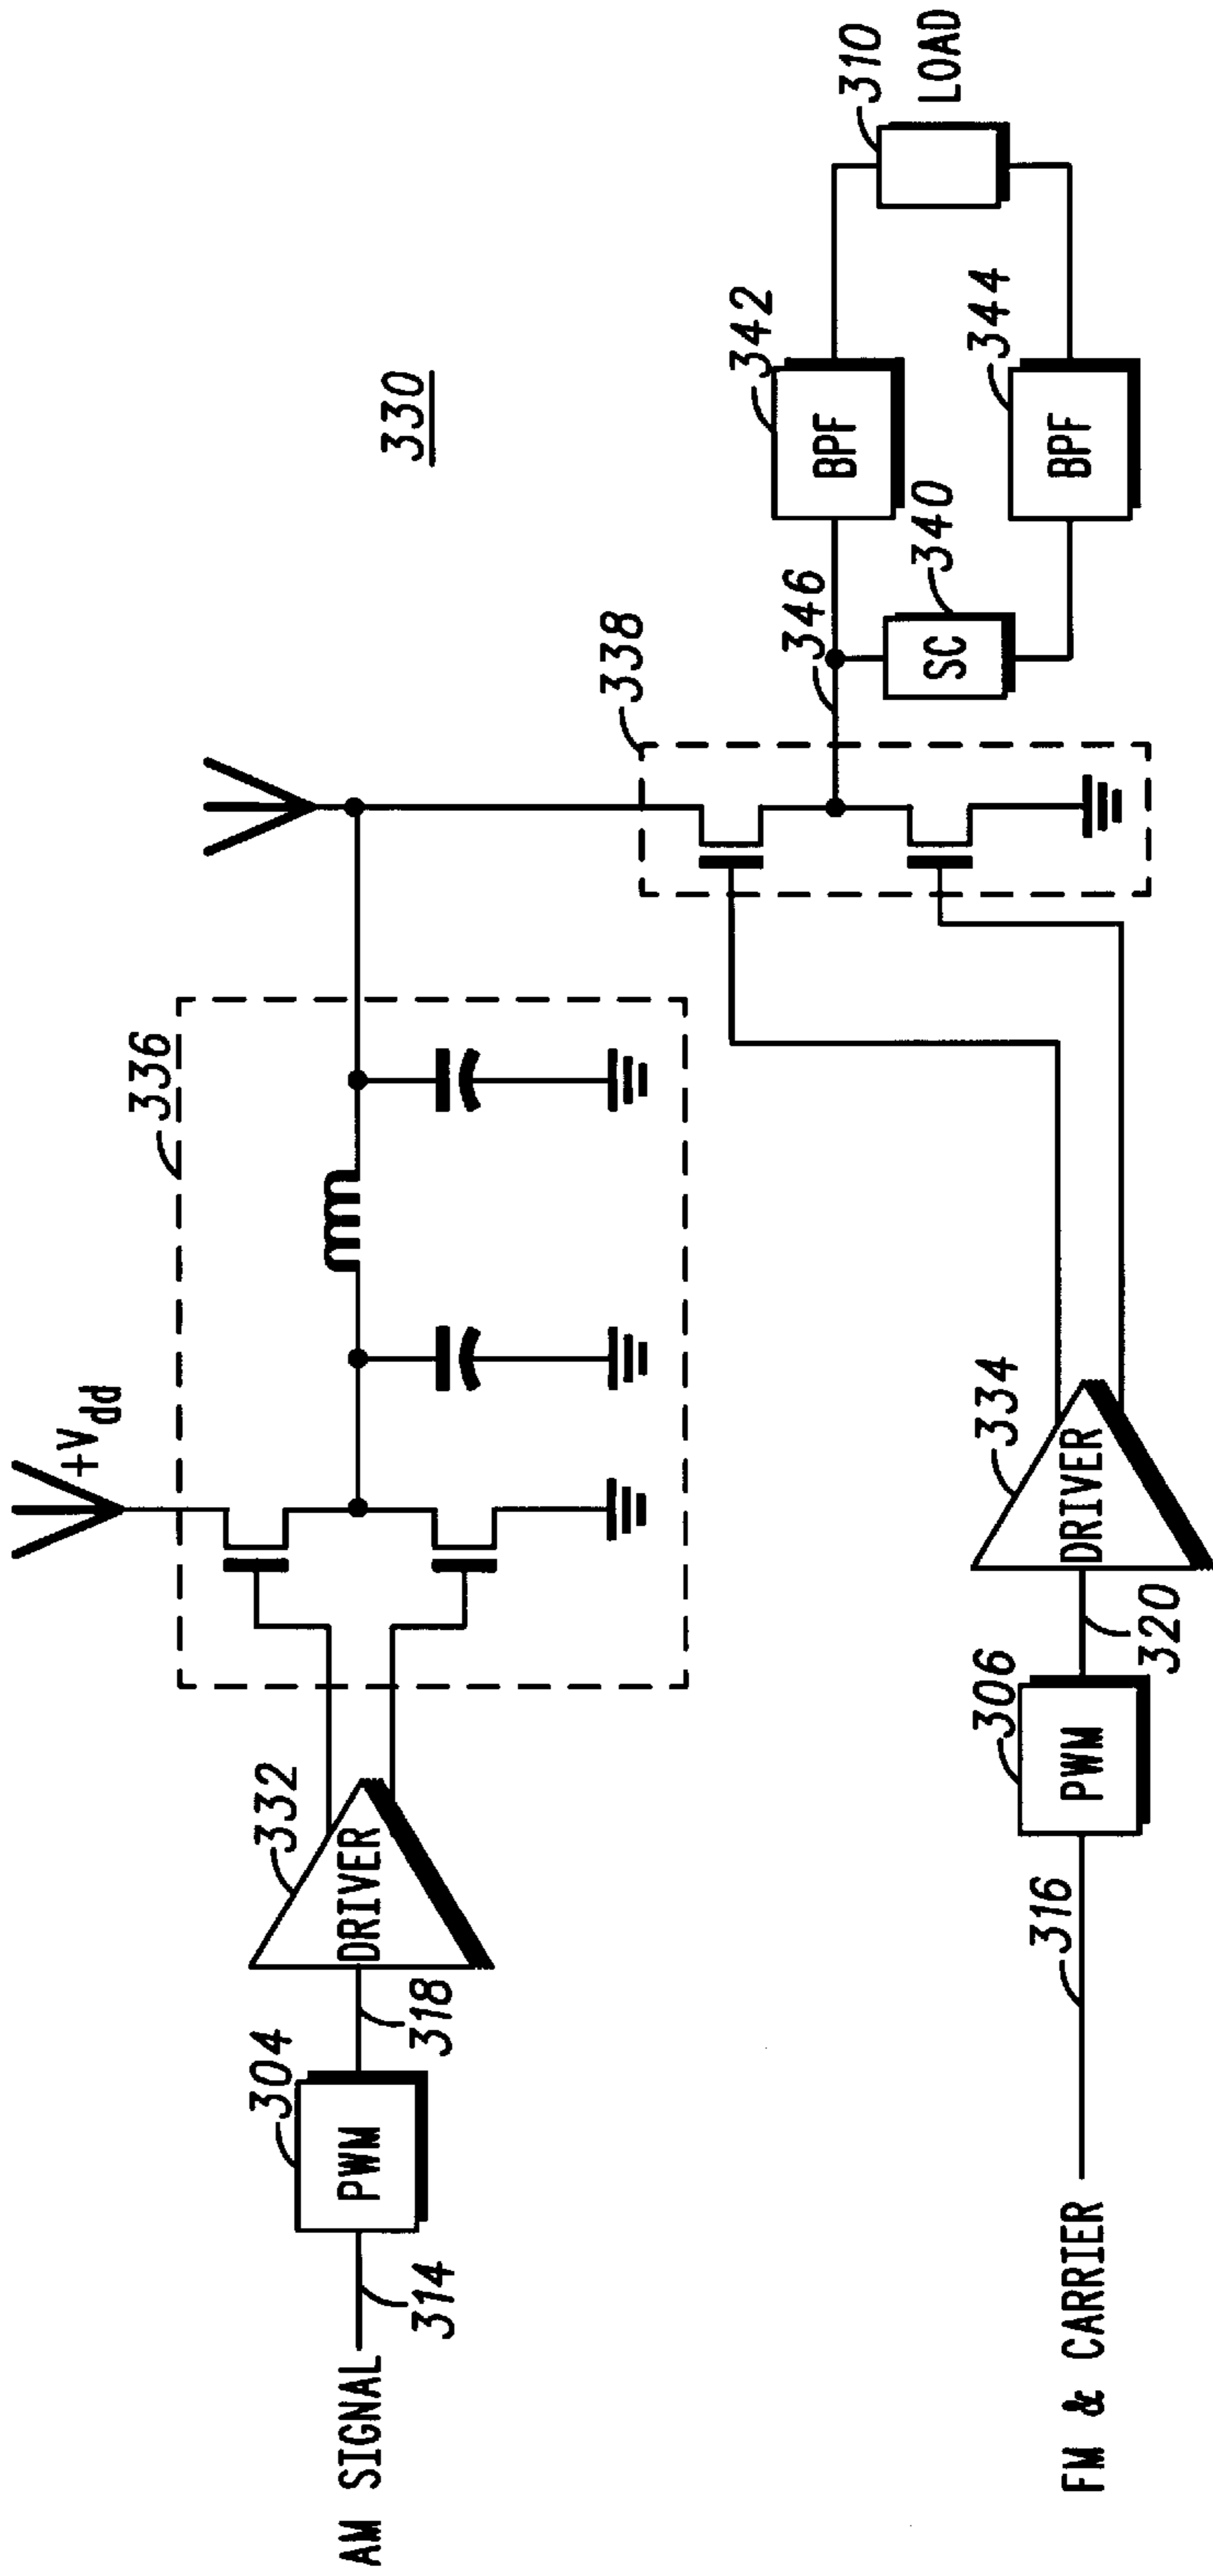 330
AM SIGNAL
314
304
PWM
318
332
DRIVER
336
+Vdd
338
346
342
BPF
310
LOAD
340
SC
344
BPF
FM & CARRIER
316
306
PWM
320
334
DRIVER